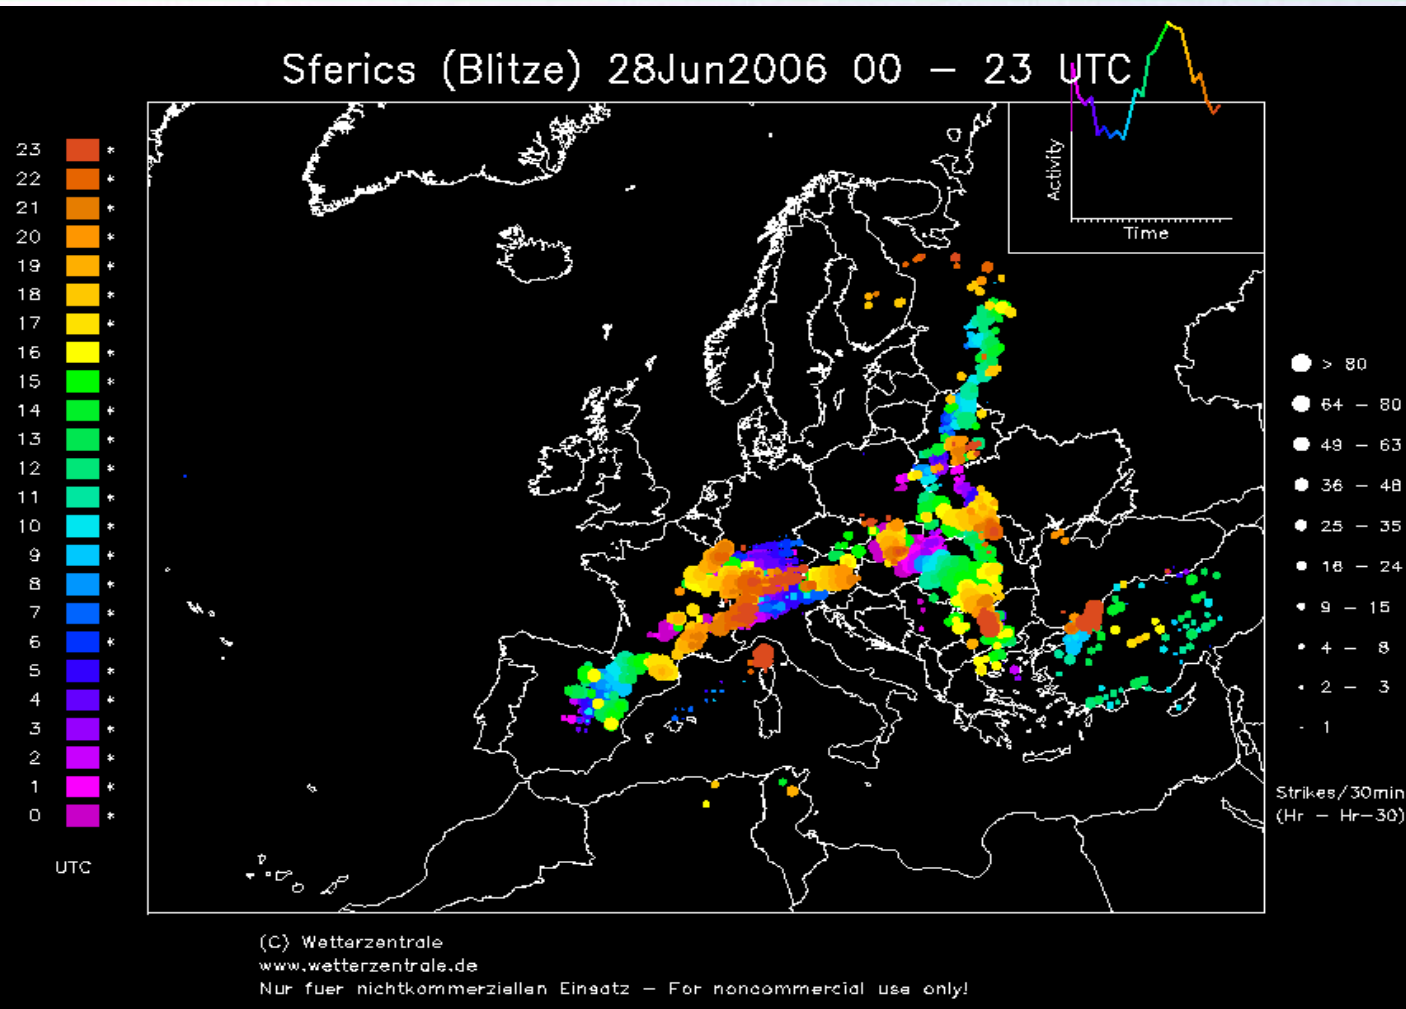 Sferics (Blitze) 28Jun2006 00 – 23 UTC
Activity
Time
23 *
22 *
21 *
20 *
19 *
18 *
17 *
16 *
15 *
14 *
13 *
12 *
11 *
10 *
9 *
8 *
7 *
6 *
5 *
4 *
3 *
2 *
1 *
0 *
UTC
> 80
64 – 80
49 – 63
36 – 48
25 – 35
16 – 24
9 – 15
4 – 8
2 – 3
1
Strikes/30min
(Hr – Hr–30)
(C) Wetterzentrale
www.wetterzentrale.de
Nur fuer nichtkommerziellen Einsatz – For noncommercial use only!